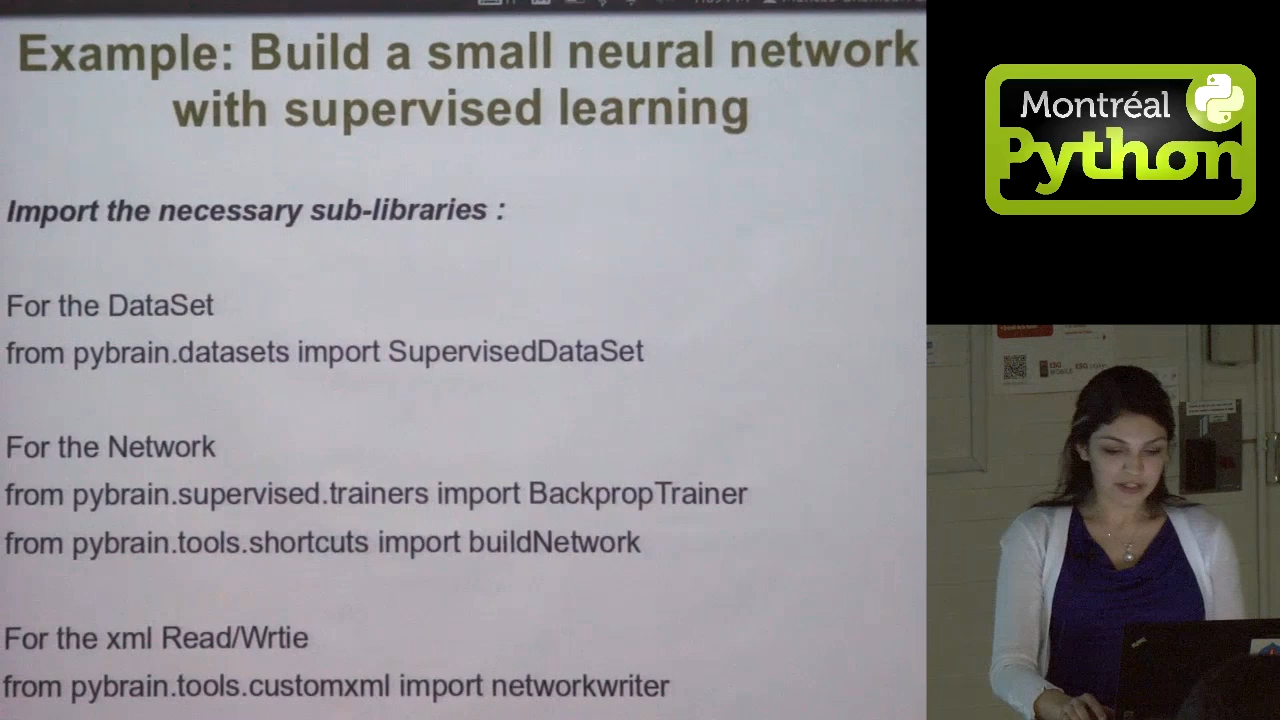 Example: Build a small neural network
with supervised learning
Import the necessary sub-libraries :
For the DataSet
from pybrain.datasets import SupervisedDataSet
For the Network
from pybrain.supervised.trainers import BackpropTrainer
from pybrain.tools.shortcuts import buildNetwork
For the xml Read/Wrtie
from pybrain.tools.customxml import networkwriter
Montréal
Python